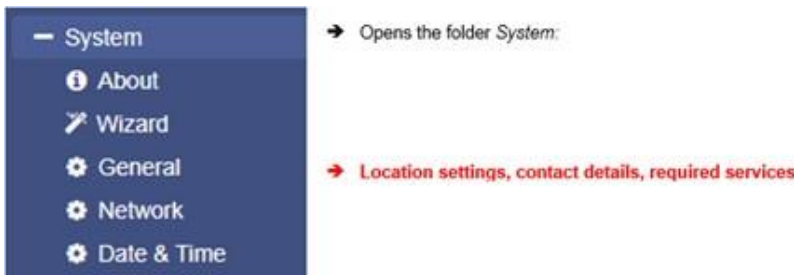 System
→ Opens the folder System:
About
Wizard
General
→ Location settings, contact details, required services
Network
Date & Time